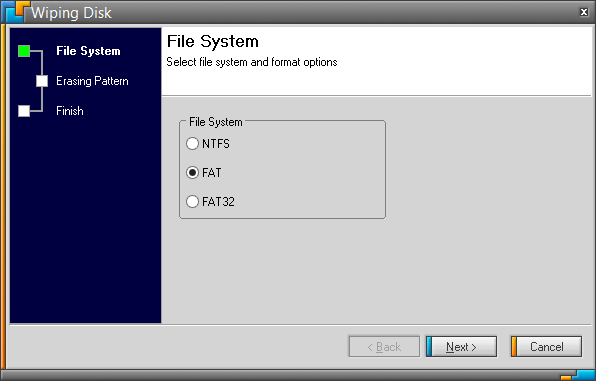 Wiping Disk
File System
Erasing Pattern
Finish
File System
Select file system and format options
File System
NTFS
FAT
FAT32
< Back
Next >
Cancel